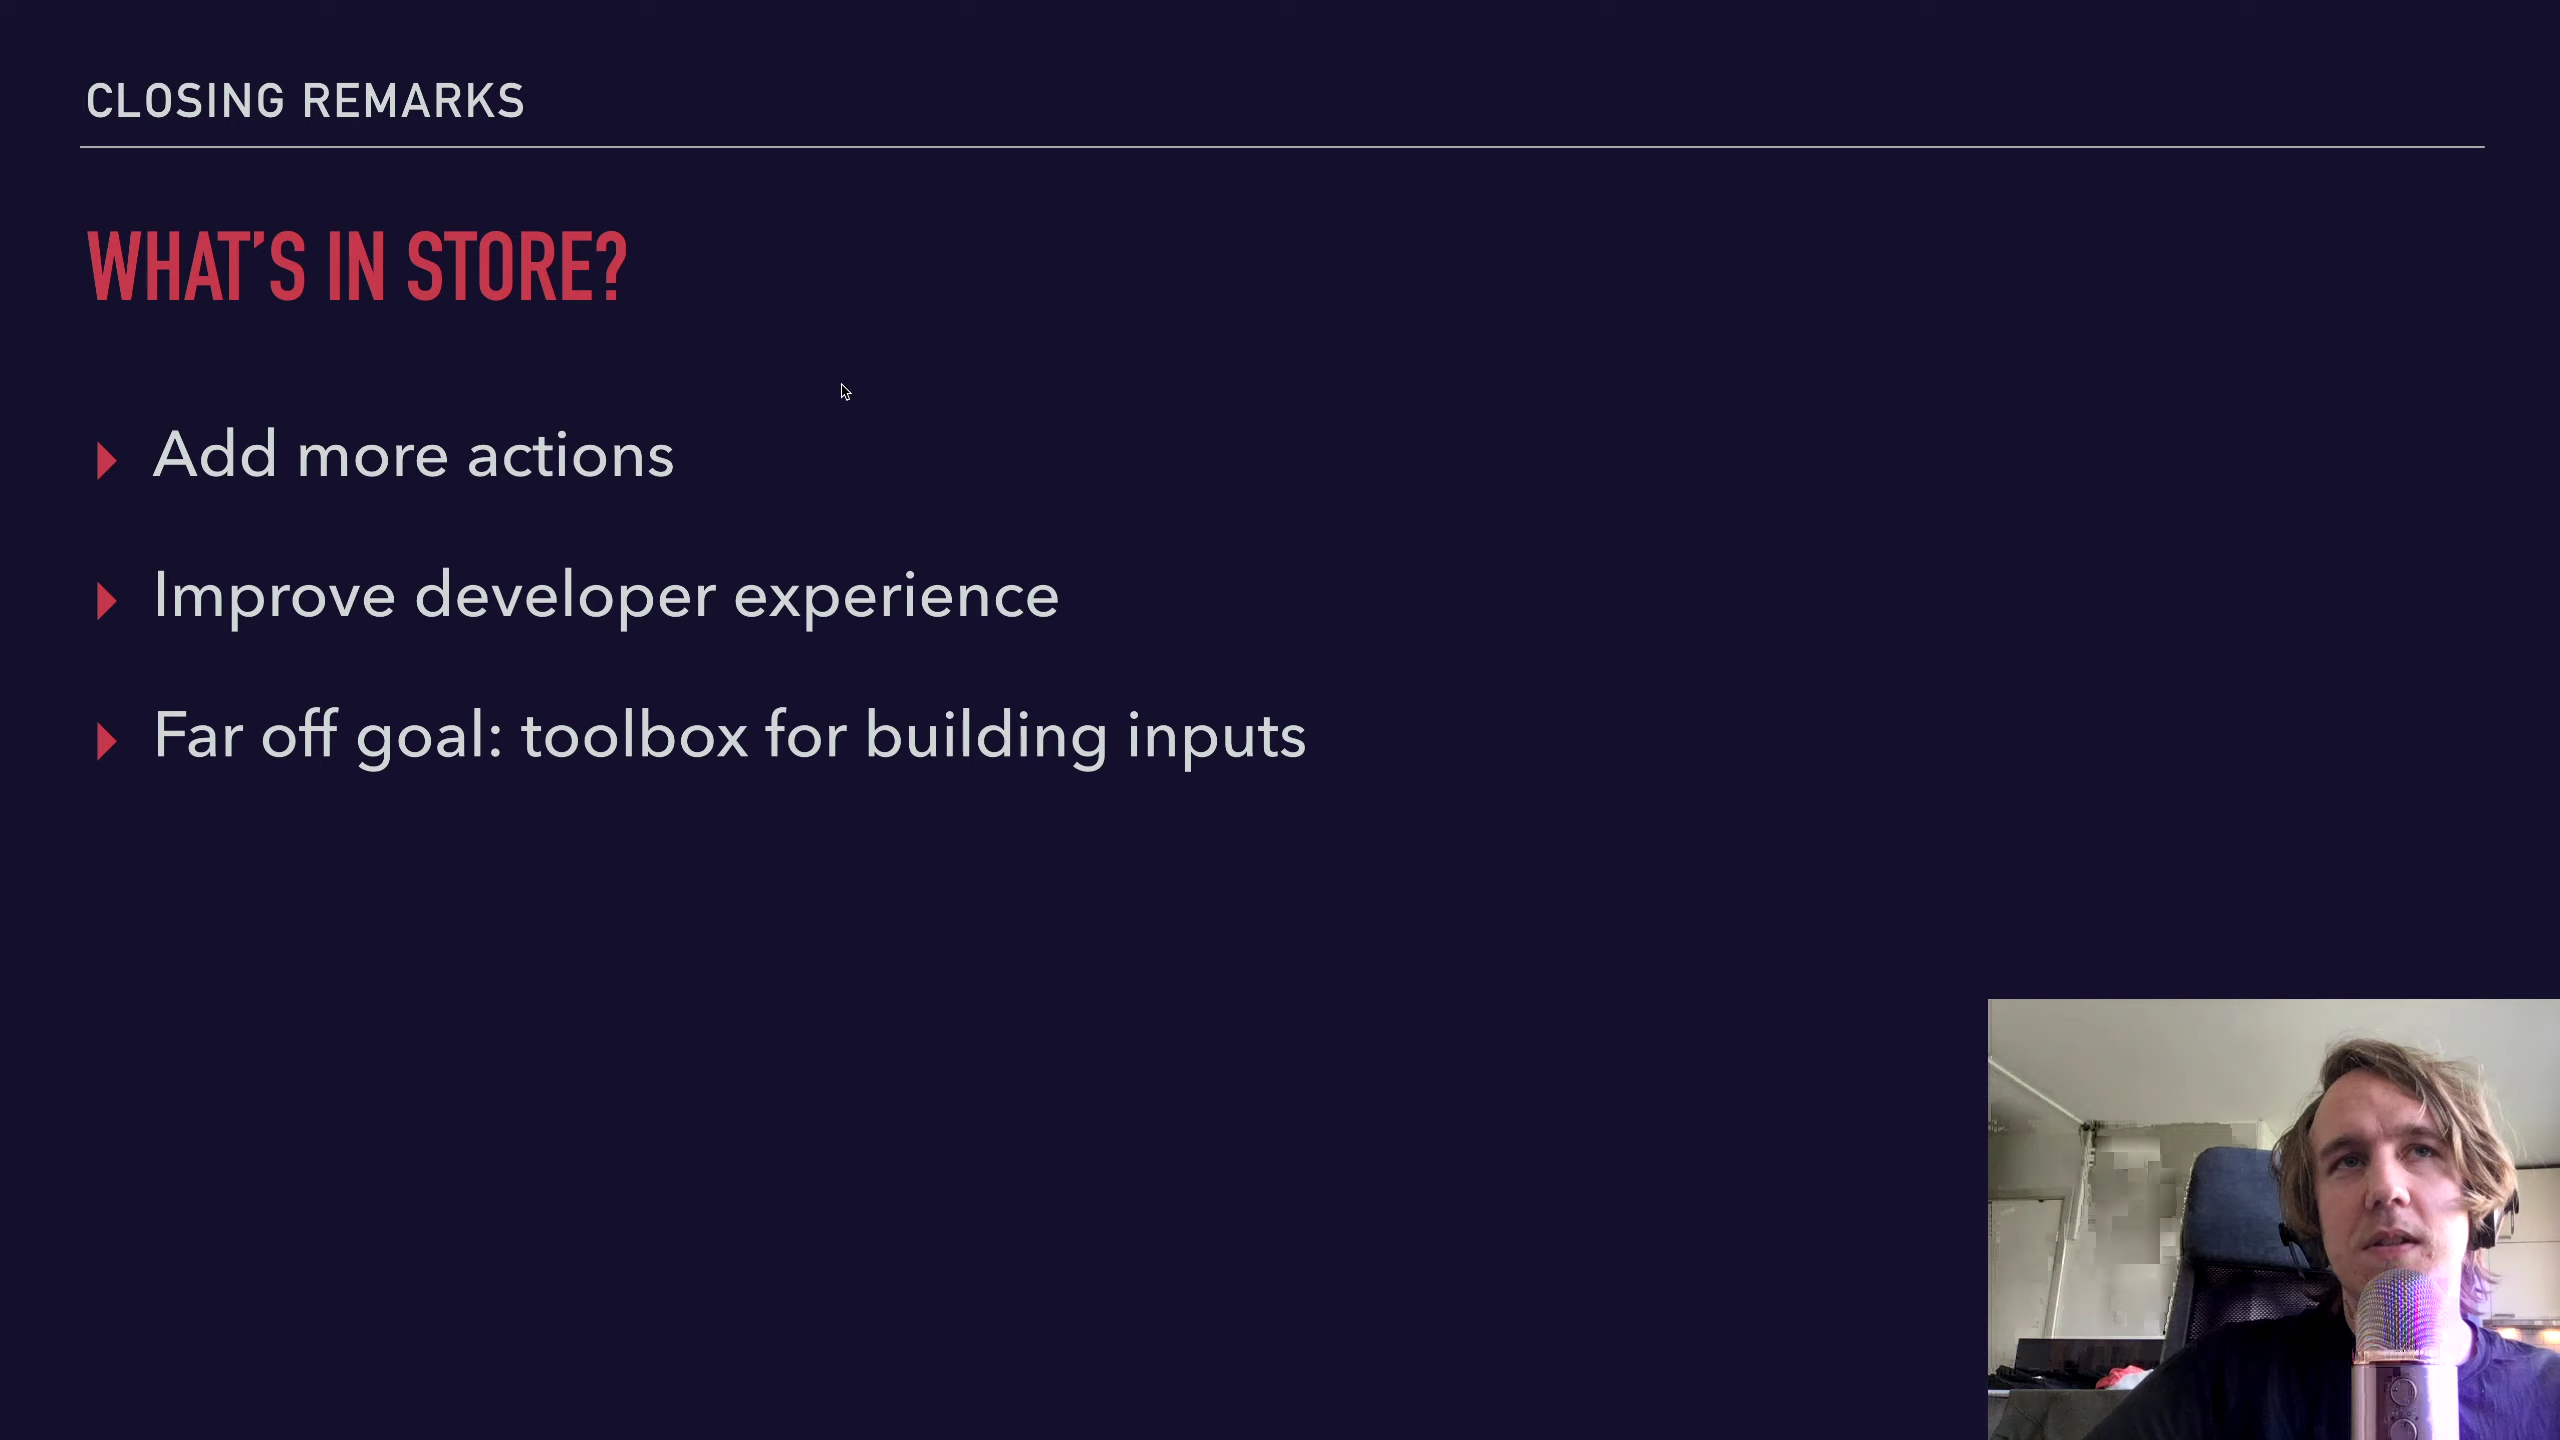 CLOSING REMARKS
WHAT’S IN STORE?
Add more actions
Improve developer experience
Far off goal: toolbox for building inputs